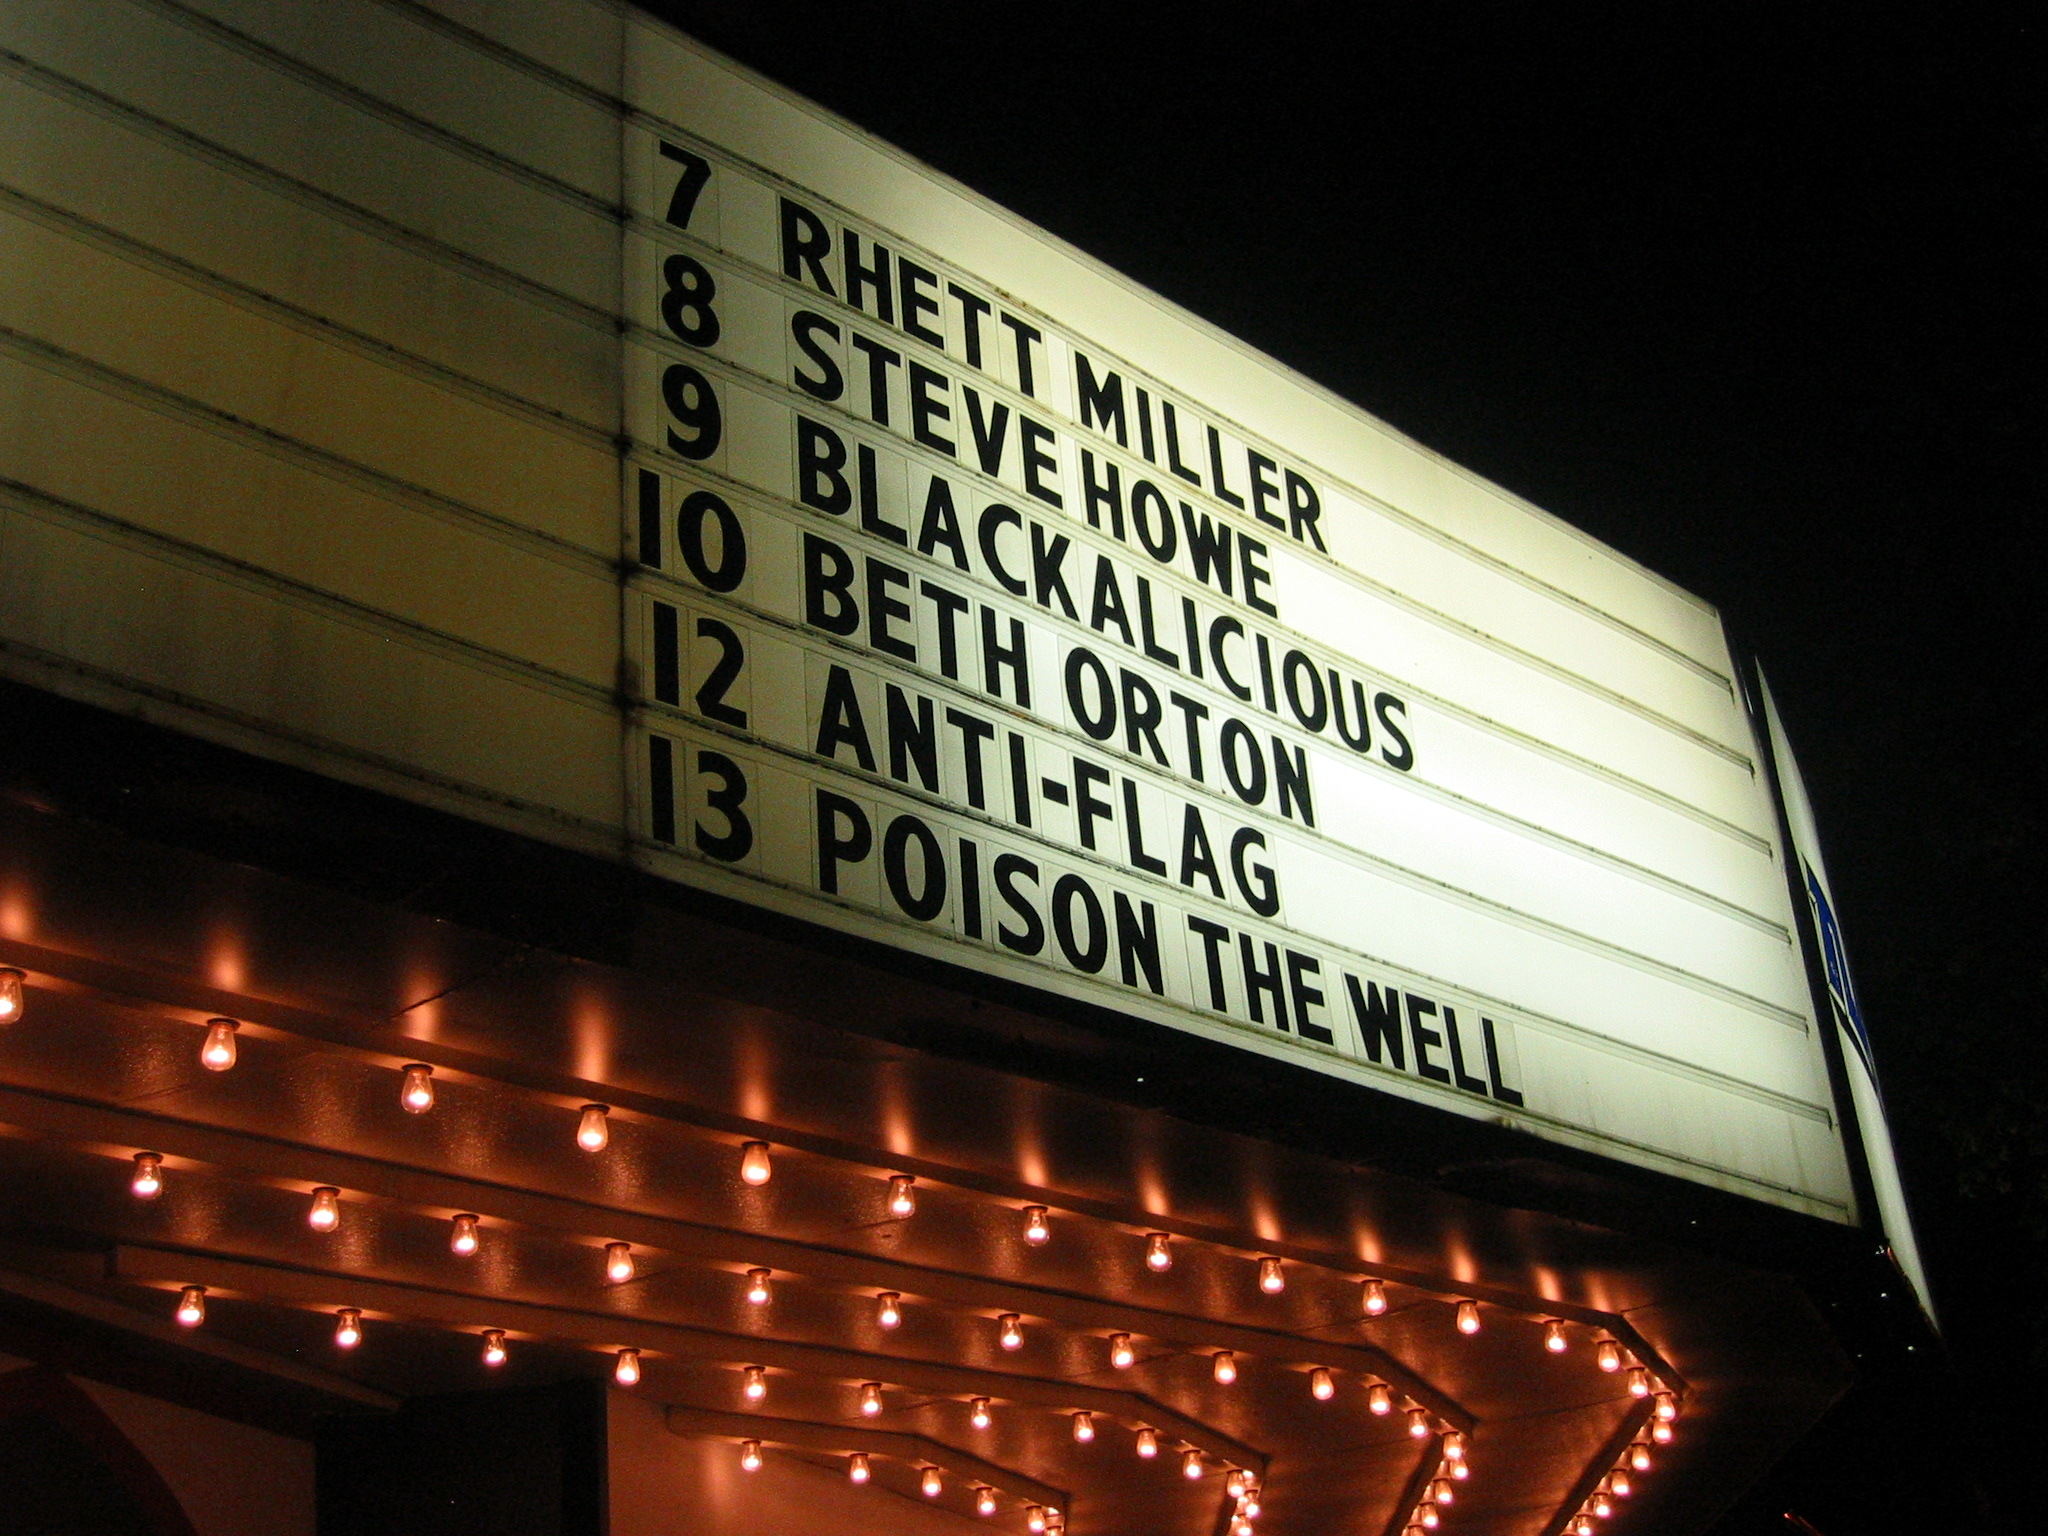 7 RHETT MILLER
8 STEVE HOWE
9 BLACKALICIOUS
10 BETH ORTON
12 ANTI-FLAG
13 POISON THE WELL